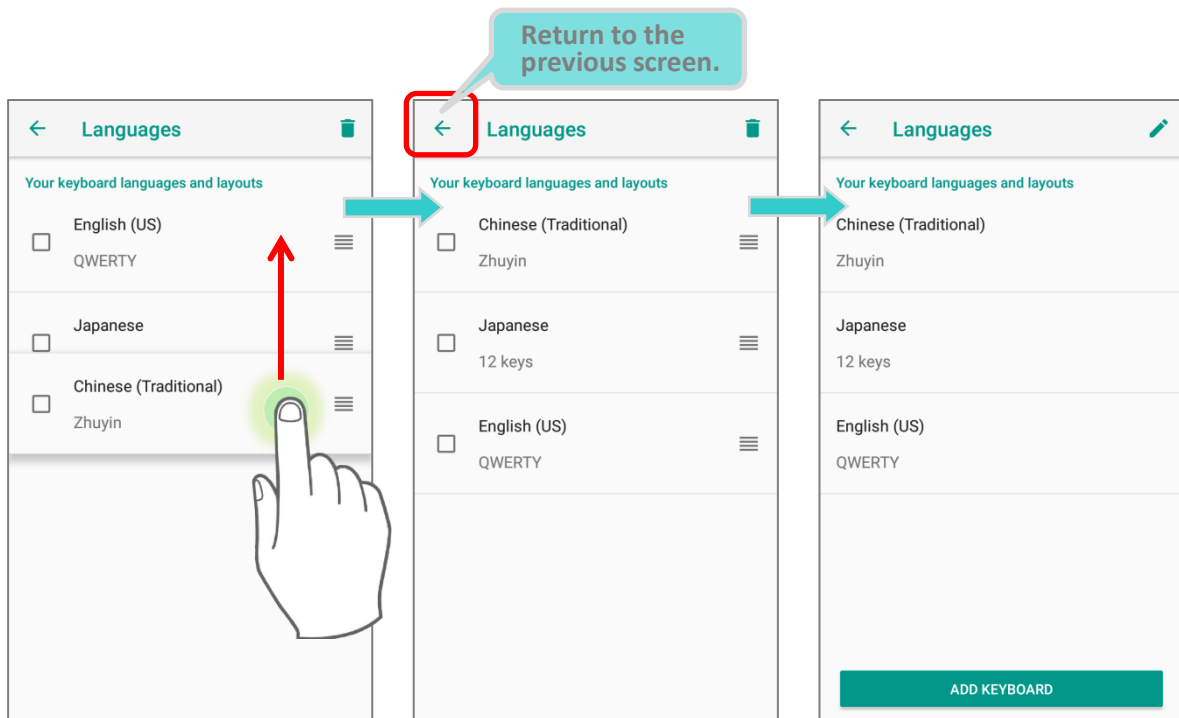 Return to the
previous screen.
Languages
Your keyboard languages and layouts
English (US)
QWERTY
Japanese
Chinese (Traditional)
Zhuyin
Languages
Your keyboard languages and layouts
Chinese (Traditional)
Zhuyin
Japanese
12 keys
English (US)
QWERTY
Languages
Your keyboard languages and layouts
Chinese (Traditional)
Zhuyin
Japanese
12 keys
English (US)
QWERTY
ADD KEYBOARD